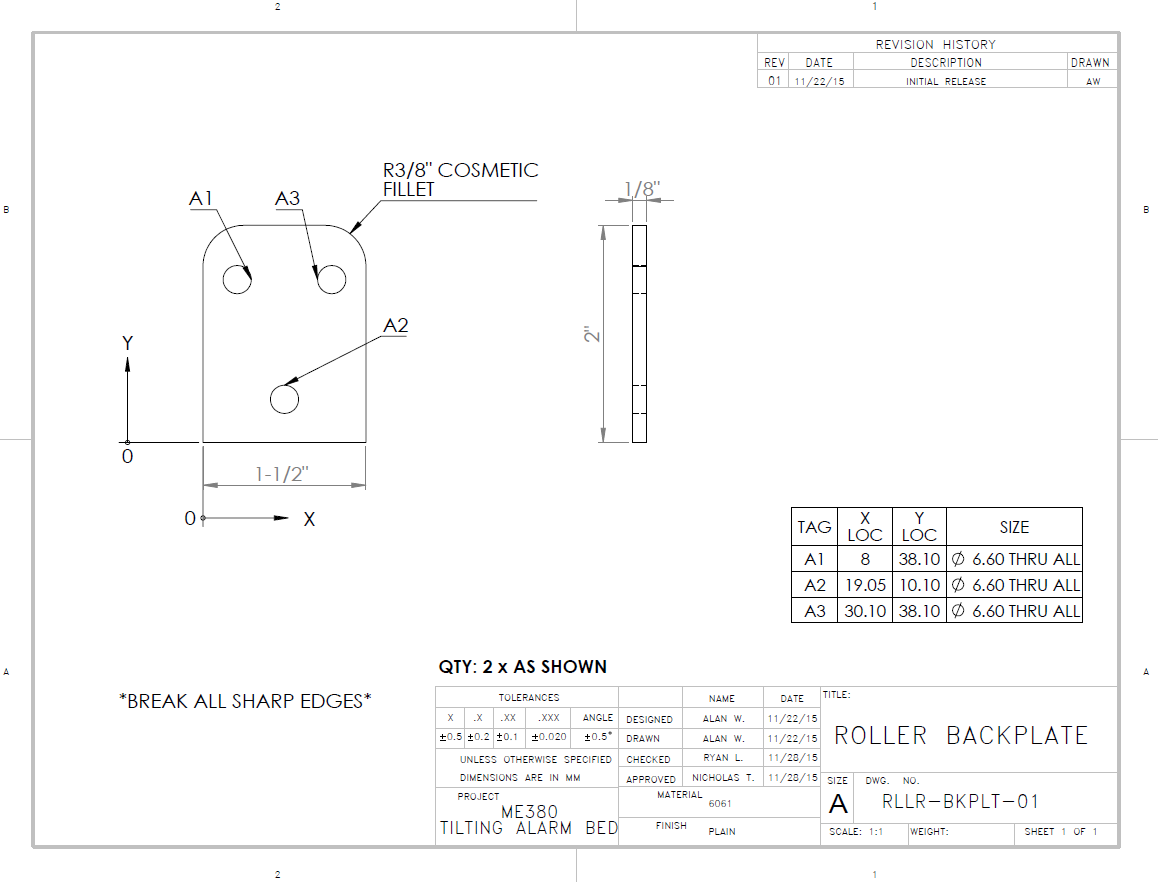 2 1
REVISION HISTORY
REV DATE DESCRIPTION DRAWN
01 11/22/15 INITIAL RELEASE AW
R3/8" COSMETIC
FILLET
A1 A3
1/8"
B B
A2
2"
Y
0
1-1/2"
0 X
TAG X LOC Y LOC SIZE
A1 8 38.10 ∅ 6.60 THRU ALL
A2 19.05 10.10 ∅ 6.60 THRU ALL
A3 30.10 38.10 ∅ 6.60 THRU ALL
QTY: 2 x AS SHOWN
A A
*BREAK ALL SHARP EDGES*
TOLERANCES
X .X .XX .XXX ANGLE
±0.5 ±0.2 ±0.1 ±0.020 ±0.5°
UNLESS OTHERWISE SPECIFIED
DIMENSIONS ARE IN MM
PROJECT
ME380
TILTING ALARM BED
NAME DATE
DESIGNED ALAN W. 11/22/15
DRAWN ALAN W. 11/22/15
CHECKED RYAN L. 11/28/15
APPROVED NICHOLAS T. 11/28/15
MATERIAL
6061
FINISH PLAIN
TITLE:
ROLLER BACKPLATE
SIZE DWG. NO.
A RLLR-BKPLT-01
SCALE: 1:1 WEIGHT: SHEET 1 OF 1
2 1